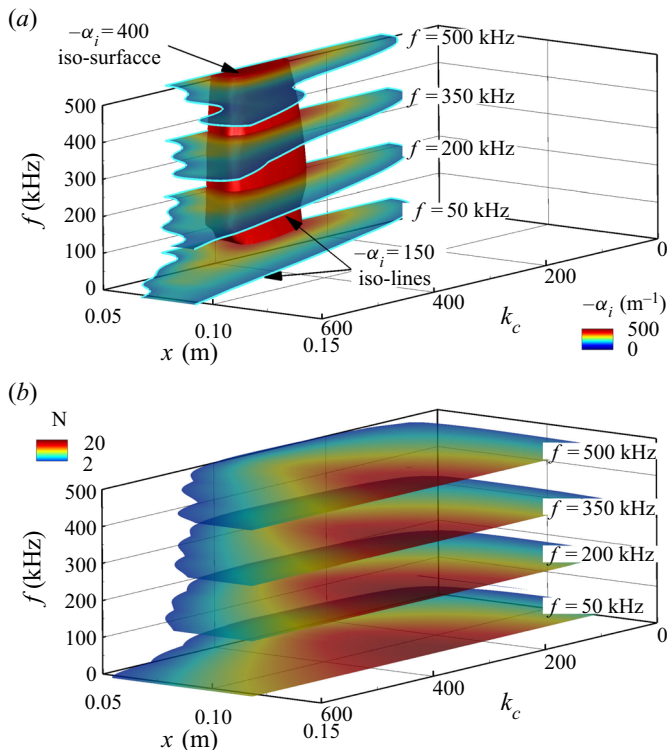 (a)
−αi = 400
iso-surfacce
f = 500 kHz
f = 350 kHz
f = 200 kHz
f = 50 kHz
500
400
300
200
100
0
f (kHz)
−αi = 150
iso-lines
0.05
0.10
0.15
x (m)
600
400
200
0
kc
−αi (m−1)
500
0
(b)
N
20
2
f = 500 kHz
f = 350 kHz
f = 200 kHz
f = 50 kHz
500
400
300
200
100
0
f (kHz)
0.05
0.10
0.15
x (m)
600
400
200
0
kc